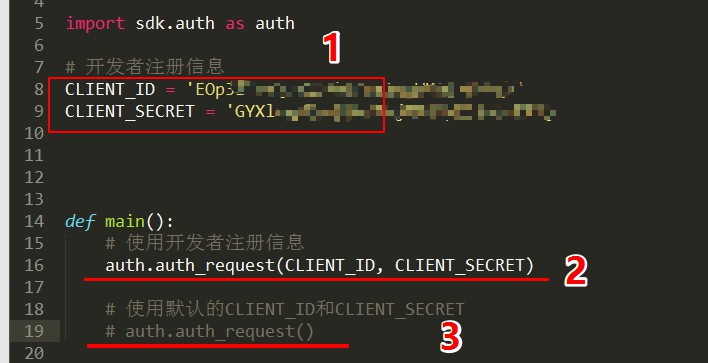 4
5 import sdk.auth as auth
6
1
7 # 开发者注册信息
8 CLIENT_ID = 'EOp3
9 CLIENT_SECRET = 'GYXl
10
11
12
13
14 def main():
15 # 使用开发者注册信息
16 auth.auth_request(CLIENT_ID, CLIENT_SECRET)
2
17
18 # 使用默认的CLIENT_ID和CLIENT_SECRET
19 # auth.auth_request()
3
20